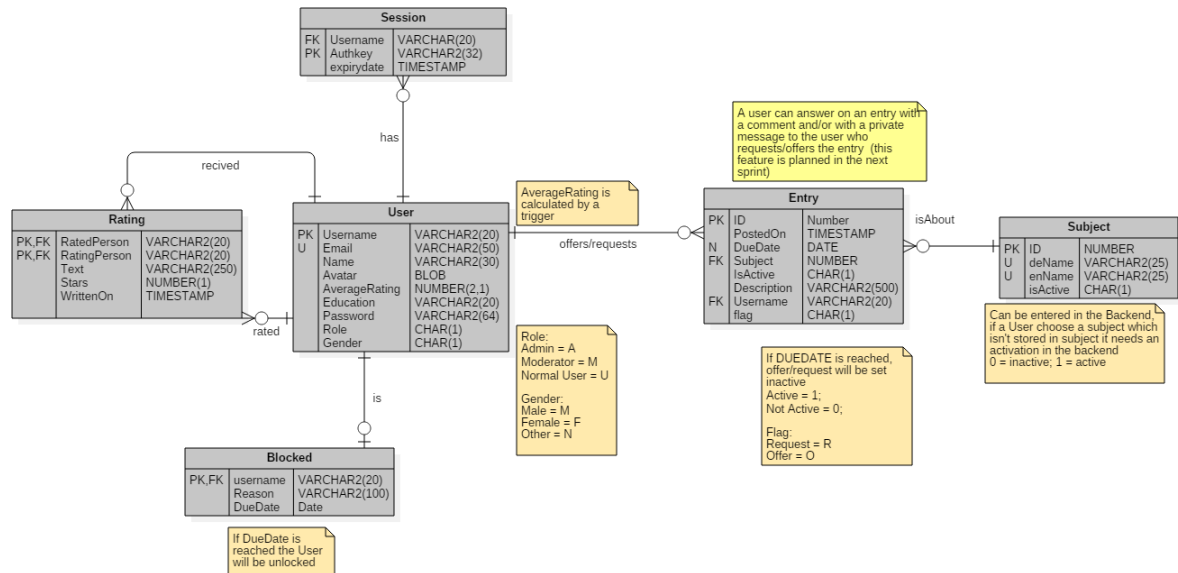 Session
FK Username VARCHAR(20)
PK Authkey VARCHAR2(32)
expirydate TIMESTAMP
has
recived
Rating
PK,FK RatedPerson VARCHAR2(20)
PK,FK RatingPerson VARCHAR2(20)
Text VARCHAR2(250)
Stars NUMBER(1)
WrittenOn TIMESTAMP
rated
User
PK Username VARCHAR2(20)
U Email VARCHAR2(50)
Name VARCHAR2(30)
Avatar BLOB
AverageRating NUMBER(2,1)
Education VARCHAR2(20)
Password VARCHAR2(64)
Role CHAR(1)
Gender CHAR(1)
AverageRating is
calculated by a
trigger
offers/requests
A user can answer on an entry with
a comment and/or with a private
message to the user who
requests/offers the entry (this
feature is planned in the next
sprint)
Entry
PK ID Number
PostedOn TIMESTAMP
N DueDate DATE
FK Subject NUMBER
IsActive CHAR(1)
Description VARCHAR2(500)
FK Username VARCHAR2(20)
flag CHAR(1)
isAbout
Subject
PK ID NUMBER
U deName VARCHAR2(25)
U enName VARCHAR2(25)
isActive CHAR(1)
Can be entered in the Backend,
if a User choose a subject which
isn't stored in subject it needs an
activation in the backend
0 = inactive; 1 = active
Role:
Admin = A
Moderator = M
Normal User = U
Gender:
Male = M
Female = F
Other = N
If DUEDATE is reached,
offer/request will be set
inactive
Active = 1;
Not Active = 0;
Flag:
Request = R
Offer = O
is
Blocked
PK,FK username VARCHAR2(20)
Reason VARCHAR2(100)
DueDate Date
If DueDate is
reached the User
will be unlocked